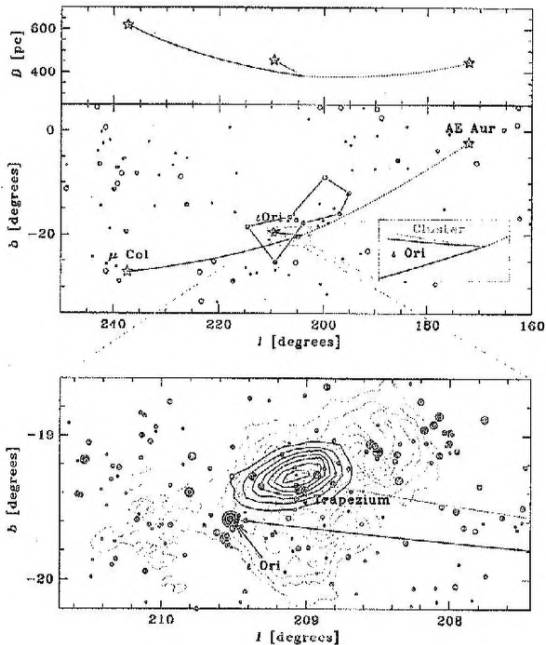 600
400
D [pc]
0
-20
b [degrees]
AE Aur
ι Ori
μ Col
Cluster
ι Ori
240
220
200
180
160
l [degrees]
-19
-20
b [degrees]
Trapezium
ι Ori
210
209
208
l [degrees]